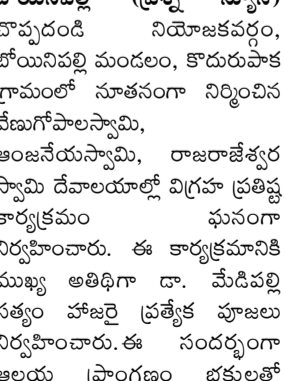 చొప్పదండి నియోజకవర్గం,
బోయినిపల్లి మండలం, కొదురుపాక
గ్రామంలో నూతనంగా నిర్మించిన
వేణుగోపాలస్వామి,
ఆంజనేయస్వామి, రాజరాజేశ్వర
స్వామి దేవాలయాల్లో విగ్రహ ప్రతిష్ట
కార్యక్రమం ఘనంగా
నిర్వహించారు. ఈ కార్యక్రమానికి
ముఖ్య అతిథిగా డా. మేడిపల్లి
సత్యం హాజరై ప్రత్యేక పూజలు
నిర్వహించారు.ఈ సందర్భంగా
ఆలయ ప్రాంగణం భక్తులతో